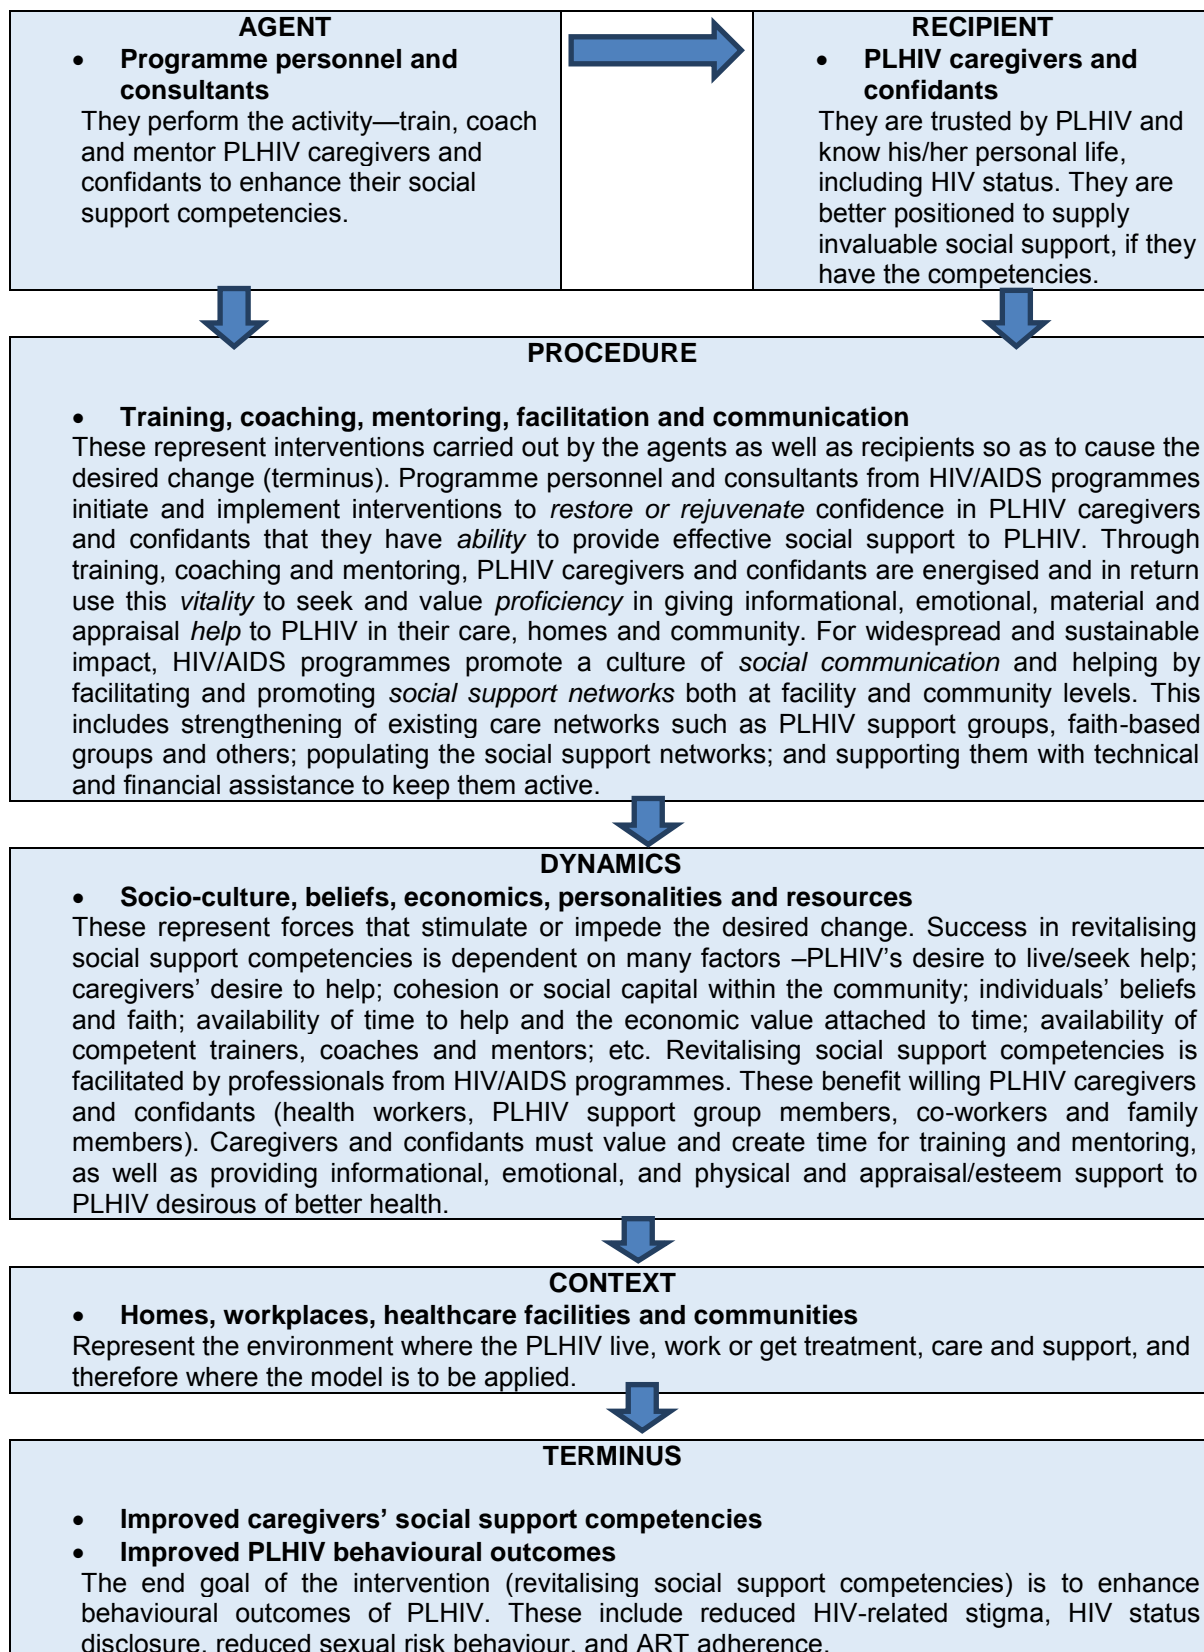 AGENT
• Programme personnel and
consultants
They perform the activity—train, coach
and mentor PLHIV caregivers and
confidants to enhance their social
support competencies.
RECIPIENT
• PLHIV caregivers and
confidants
They are trusted by PLHIV and
know his/her personal life,
including HIV status. They are
better positioned to supply
invaluable social support, if they
have the competencies.
PROCEDURE
• Training, coaching, mentoring, facilitation and communication
These represent interventions carried out by the agents as well as recipients so as to cause the
desired change (terminus). Programme personnel and consultants from HIV/AIDS programmes
initiate and implement interventions to restore or rejuvenate confidence in PLHIV caregivers
and confidants that they have ability to provide effective social support to PLHIV. Through
training, coaching and mentoring, PLHIV caregivers and confidants are energised and in return
use this vitality to seek and value proficiency in giving informational, emotional, material and
appraisal help to PLHIV in their care, homes and community. For widespread and sustainable
impact, HIV/AIDS programmes promote a culture of social communication and helping by
facilitating and promoting social support networks both at facility and community levels. This
includes strengthening of existing care networks such as PLHIV support groups, faith-based
groups and others; populating the social support networks; and supporting them with technical
and financial assistance to keep them active.
DYNAMICS
• Socio-culture, beliefs, economics, personalities and resources
These represent forces that stimulate or impede the desired change. Success in revitalising
social support competencies is dependent on many factors –PLHIV's desire to live/seek help;
caregivers' desire to help; cohesion or social capital within the community; individuals' beliefs
and faith; availability of time to help and the economic value attached to time; availability of
competent trainers, coaches and mentors; etc. Revitalising social support competencies is
facilitated by professionals from HIV/AIDS programmes. These benefit willing PLHIV caregivers
and confidants (health workers, PLHIV support group members, co-workers and family
members). Caregivers and confidants must value and create time for training and mentoring,
as well as providing informational, emotional, and physical and appraisal/esteem support to
PLHIV desirous of better health.
CONTEXT
• Homes, workplaces, healthcare facilities and communities
Represent the environment where the PLHIV live, work or get treatment, care and support, and
therefore where the model is to be applied.
TERMINUS
• Improved caregivers' social support competencies
• Improved PLHIV behavioural outcomes
The end goal of the intervention (revitalising social support competencies) is to enhance
behavioural outcomes of PLHIV. These include reduced HIV-related stigma, HIV status
disclosure, reduced sexual risk behaviour, and ART adherence.